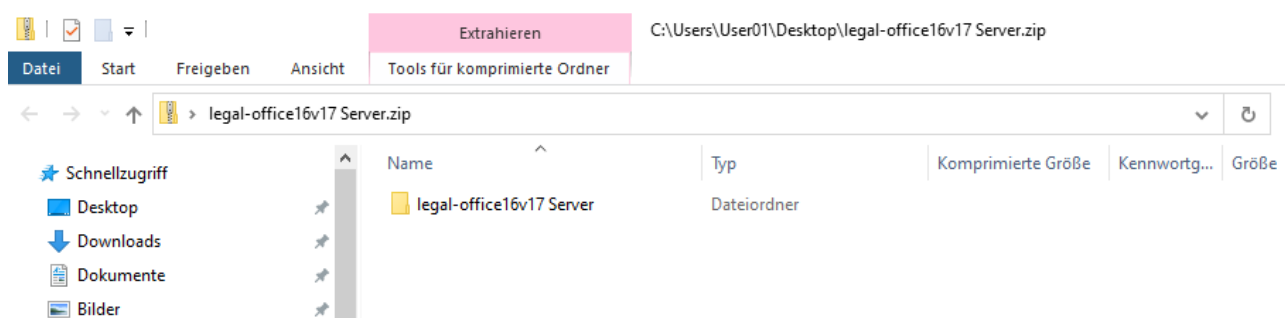 Extrahieren C:\Users\User01\Desktop\legal-office16v17 Server.zip
Datei Start Freigeben Ansicht Tools für komprimierte Ordner
legal-office16v17 Server.zip
Schnellzugriff Name Typ Komprimierte Größe Kennwortg... Größe
Desktop legal-office16v17 Server Dateiordner
Downloads
Dokumente
Bilder